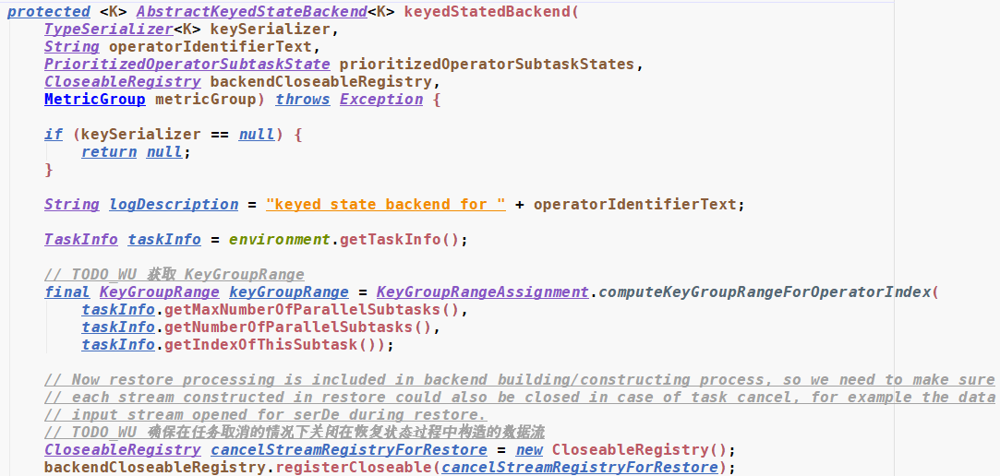 protected <K> AbstractKeyedStateBackend<K> keyedStatedBackend(
TypeSerializer<K> keySerializer,
String operatorIdentifierText,
PrioritizedOperatorSubtaskState prioritizedOperatorSubtaskStates,
CloseableRegistry backendCloseableRegistry,
MetricGroup metricGroup) throws Exception {
if (keySerializer == null) {
return null;
}
String logDescription = "keyed state backend for " + operatorIdentifierText;
TaskInfo taskInfo = environment.getTaskInfo();
// TODO_WU 获取 KeyGroupRange
final KeyGroupRange keyGroupRange = KeyGroupRangeAssignment.computeKeyGroupRangeForOperatorIndex(
taskInfo.getMaxNumberOfParallelSubtasks(),
taskInfo.getNumberOfParallelSubtasks(),
taskInfo.getIndexOfThisSubtask());
// Now restore processing is included in backend building/constructing process, so we need to make sure
// each stream constructed in restore could also be closed in case of task cancel, for example the data
// input stream opened for serDe during restore.
// TODO_WU 确保在任务取消的情况下关闭在恢复状态过程中构造的数据流
CloseableRegistry cancelStreamRegistryForRestore = new CloseableRegistry();
backendCloseableRegistry.registerCloseable(cancelStreamRegistryForRestore);